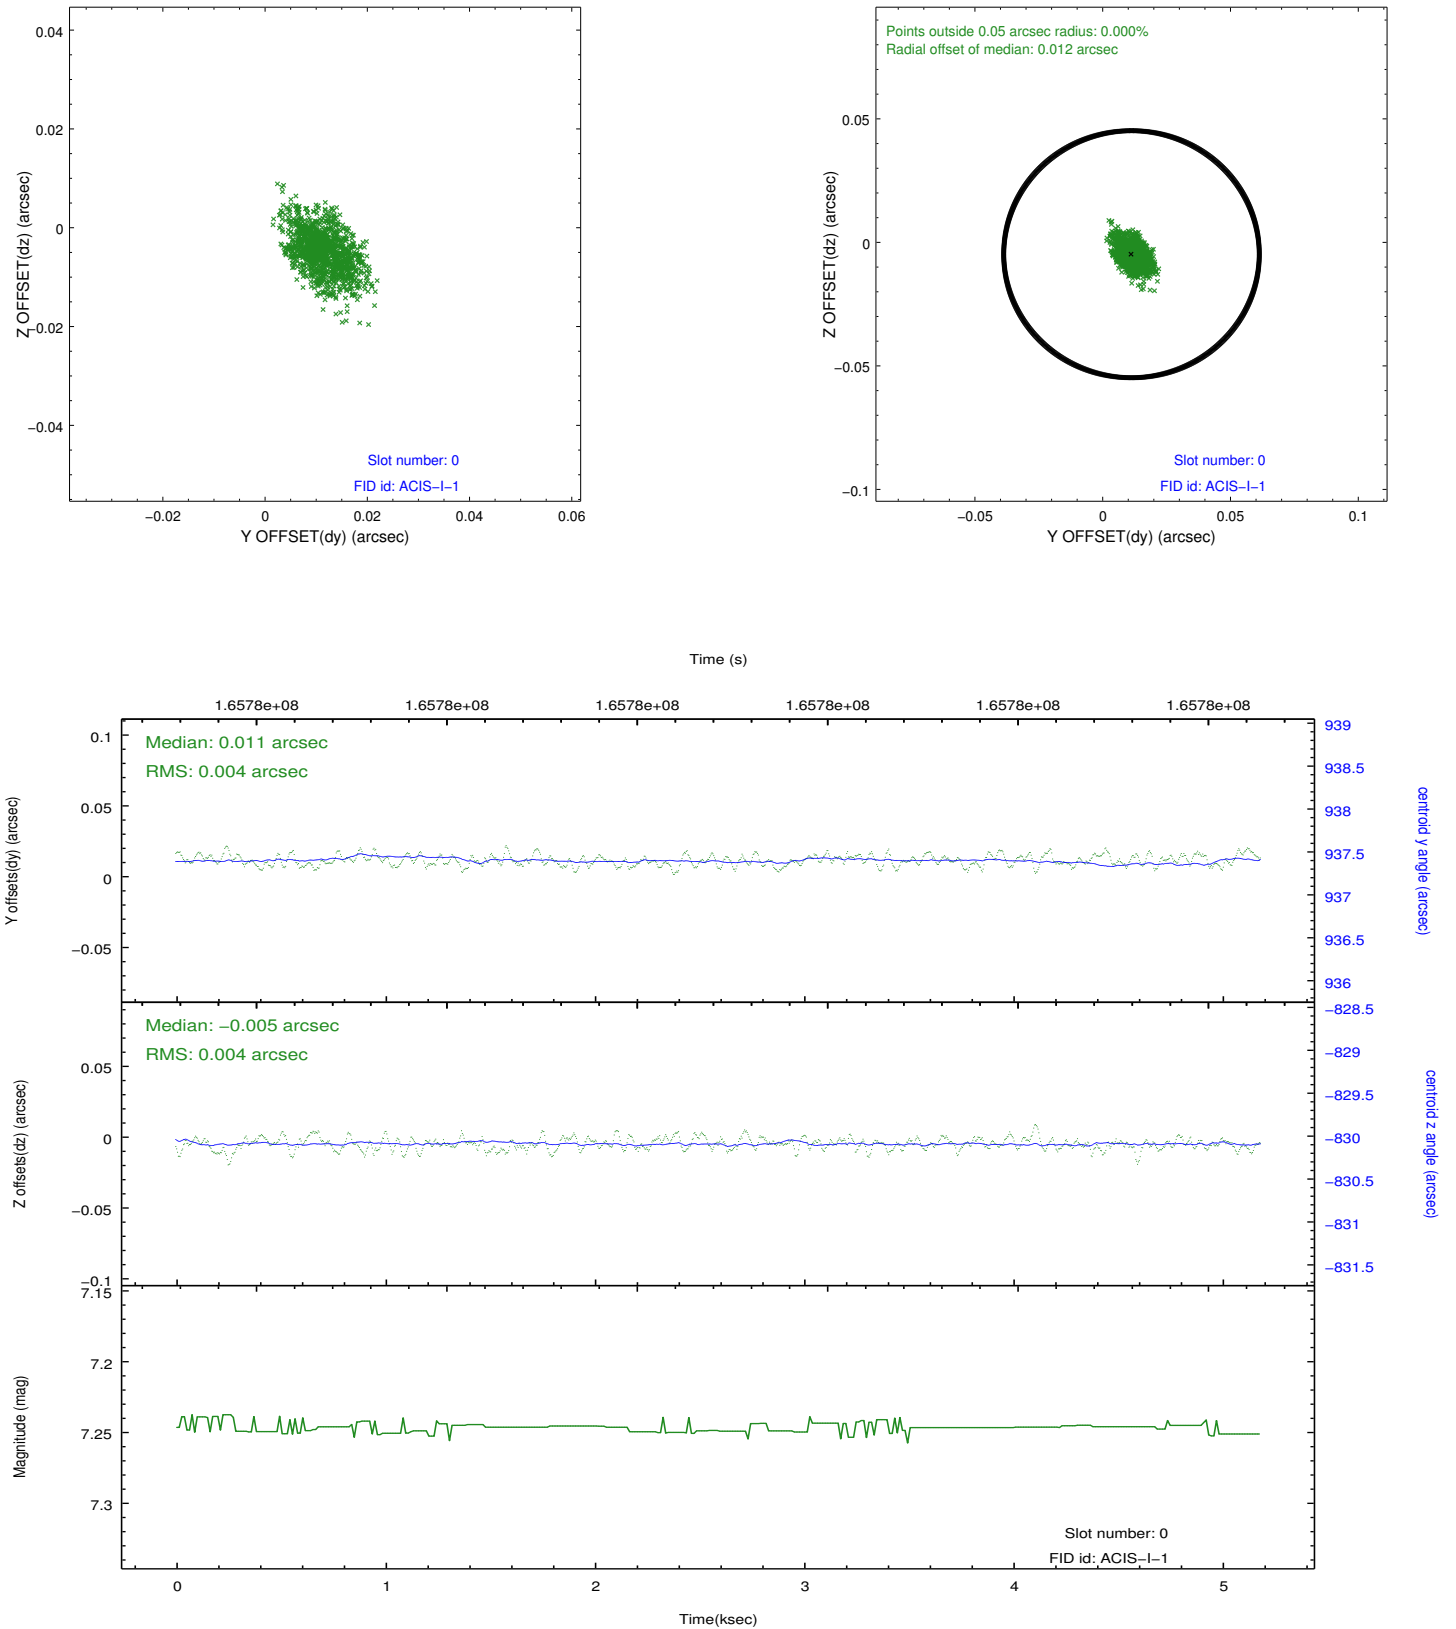 0.04
0.02
0
−0.02
−0.04
Z OFFSET(dz) (arcsec)
Slot number: 0
FID id: ACIS−I−1
−0.02 0 0.02 0.04 0.06
Y OFFSET(dy) (arcsec)
Points outside 0.05 arcsec radius: 0.000%
Radial offset of median: 0.012 arcsec
0.05
0
−0.05
−0.1
Z OFFSET(dz) (arcsec)
Slot number: 0
FID id: ACIS−I−1
−0.05 0 0.05 0.1
Y OFFSET(dy) (arcsec)
Time (s)
1.6578e+08 1.6578e+08 1.6578e+08 1.6578e+08 1.6578e+08 1.6578e+08
Median: 0.011 arcsec
RMS: 0.004 arcsec
0.1
0.05
0
−0.05
Y offsets(dy) (arcsec)
939
938.5
938
937.5
937
936.5
936
centroid y angle (arcsec)
Median: −0.005 arcsec
RMS: 0.004 arcsec
0.05
0
−0.05
−0.1
Z offsets(dz) (arcsec)
−828.5
−829
−829.5
−830
−830.5
−831
−831.5
centroid z angle (arcsec)
7.15
7.2
7.25
7.3
Magnitude (mag)
Slot number: 0
FID id: ACIS−I−1
0 1 2 3 4 5
Time(ksec)